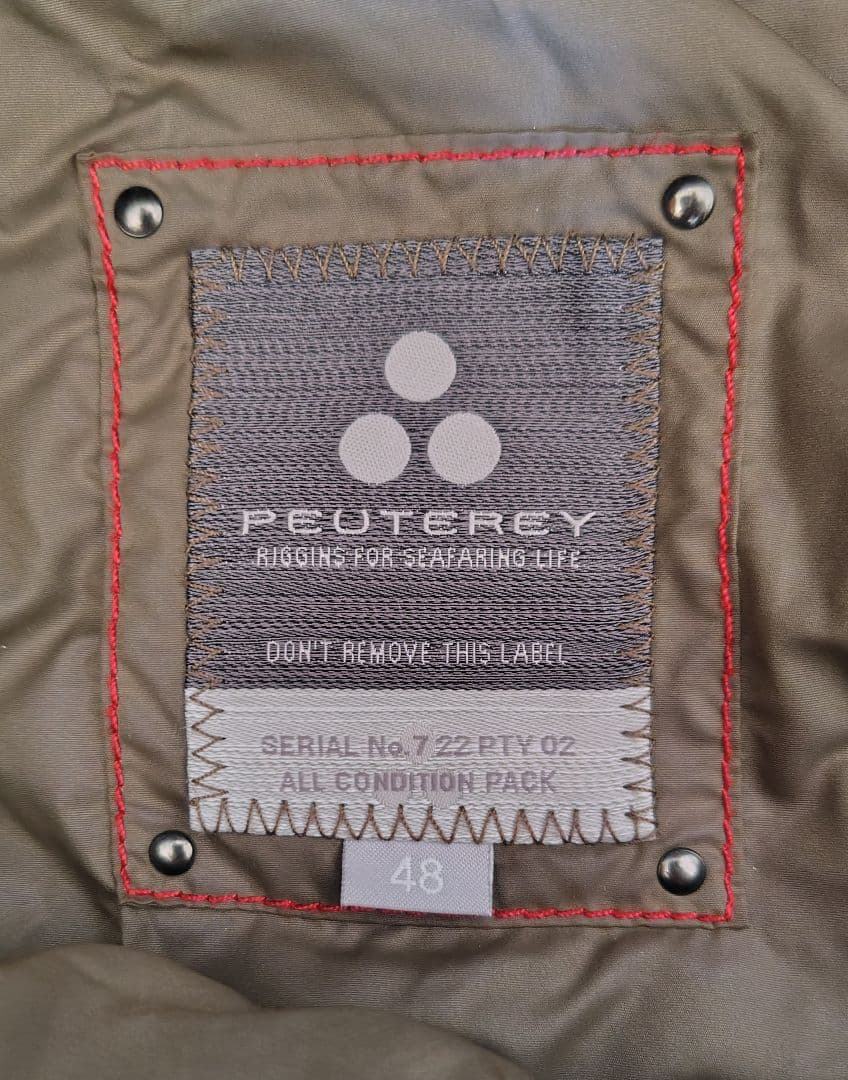 PEUTEREY
RIGGINS FOR SEAFARING LIFE
DON'T REMOVE THIS LABEL
SERIAL No.7 22 PTY 02
ALL CONDITION PACK
48